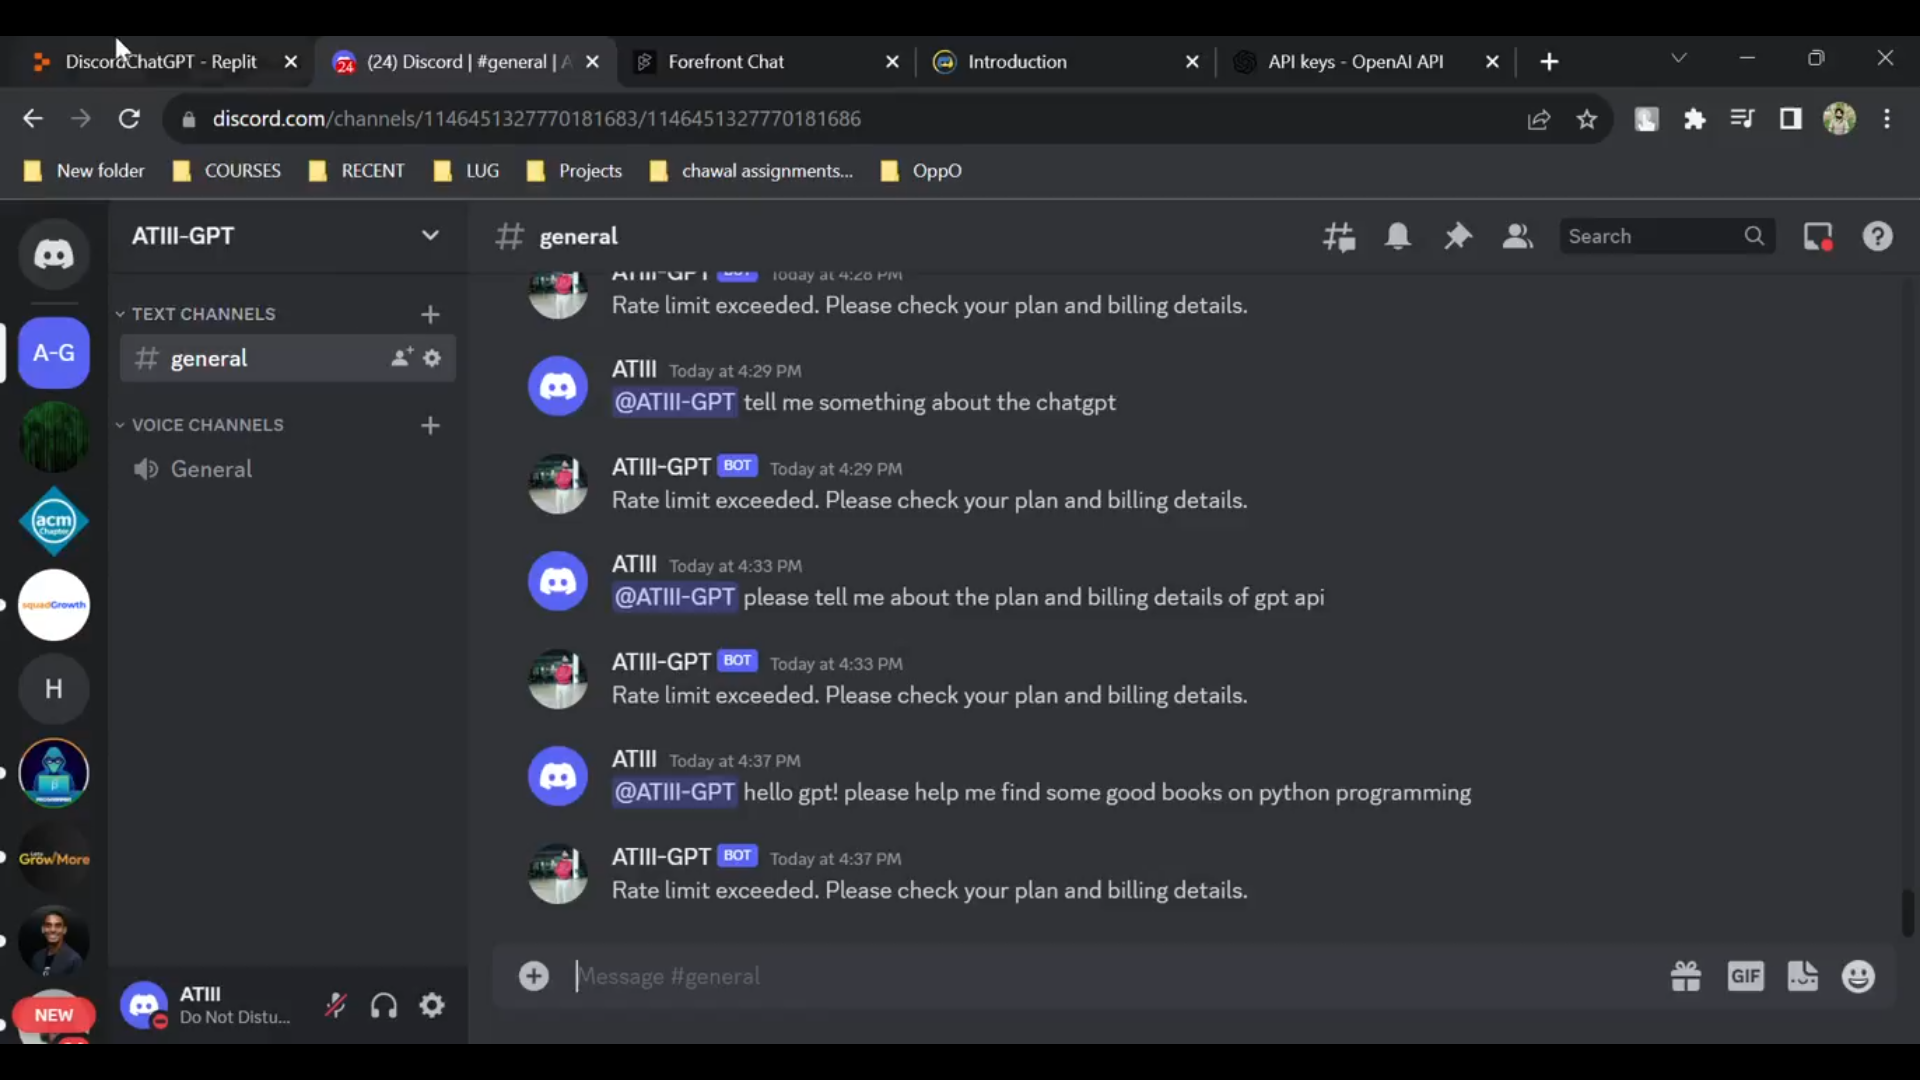 DiscordChatGPT - Replit
(24) Discord | #general | A
Forefront Chat
Introduction
API keys - OpenAI API
24
discord.com/channels/1146451327770181683/1146451327770181686
New folder
COURSES
RECENT
LUG
Projects
chawal assignments...
OppO
ATIII-GPT
general
Search
ATIII-GPT BOT Today at 4:28 PM
Rate limit exceeded. Please check your plan and billing details.
TEXT CHANNELS
general
A-G
ATIII Today at 4:29 PM
@ATIII-GPT tell me something about the chatgpt
VOICE CHANNELS
General
ATIII-GPT BOT Today at 4:29 PM
Rate limit exceeded. Please check your plan and billing details.
acm
Chapter
ATIII Today at 4:33 PM
@ATIII-GPT please tell me about the plan and billing details of gpt api
squadGrowth
ATIII-GPT BOT Today at 4:33 PM
Rate limit exceeded. Please check your plan and billing details.
H
ATIII Today at 4:37 PM
@ATIII-GPT hello gpt! please help me find some good books on python programming
Grow/More
ATIII-GPT BOT Today at 4:37 PM
Rate limit exceeded. Please check your plan and billing details.
Message #general
GIF
NEW
ATIII
Do Not Distu...